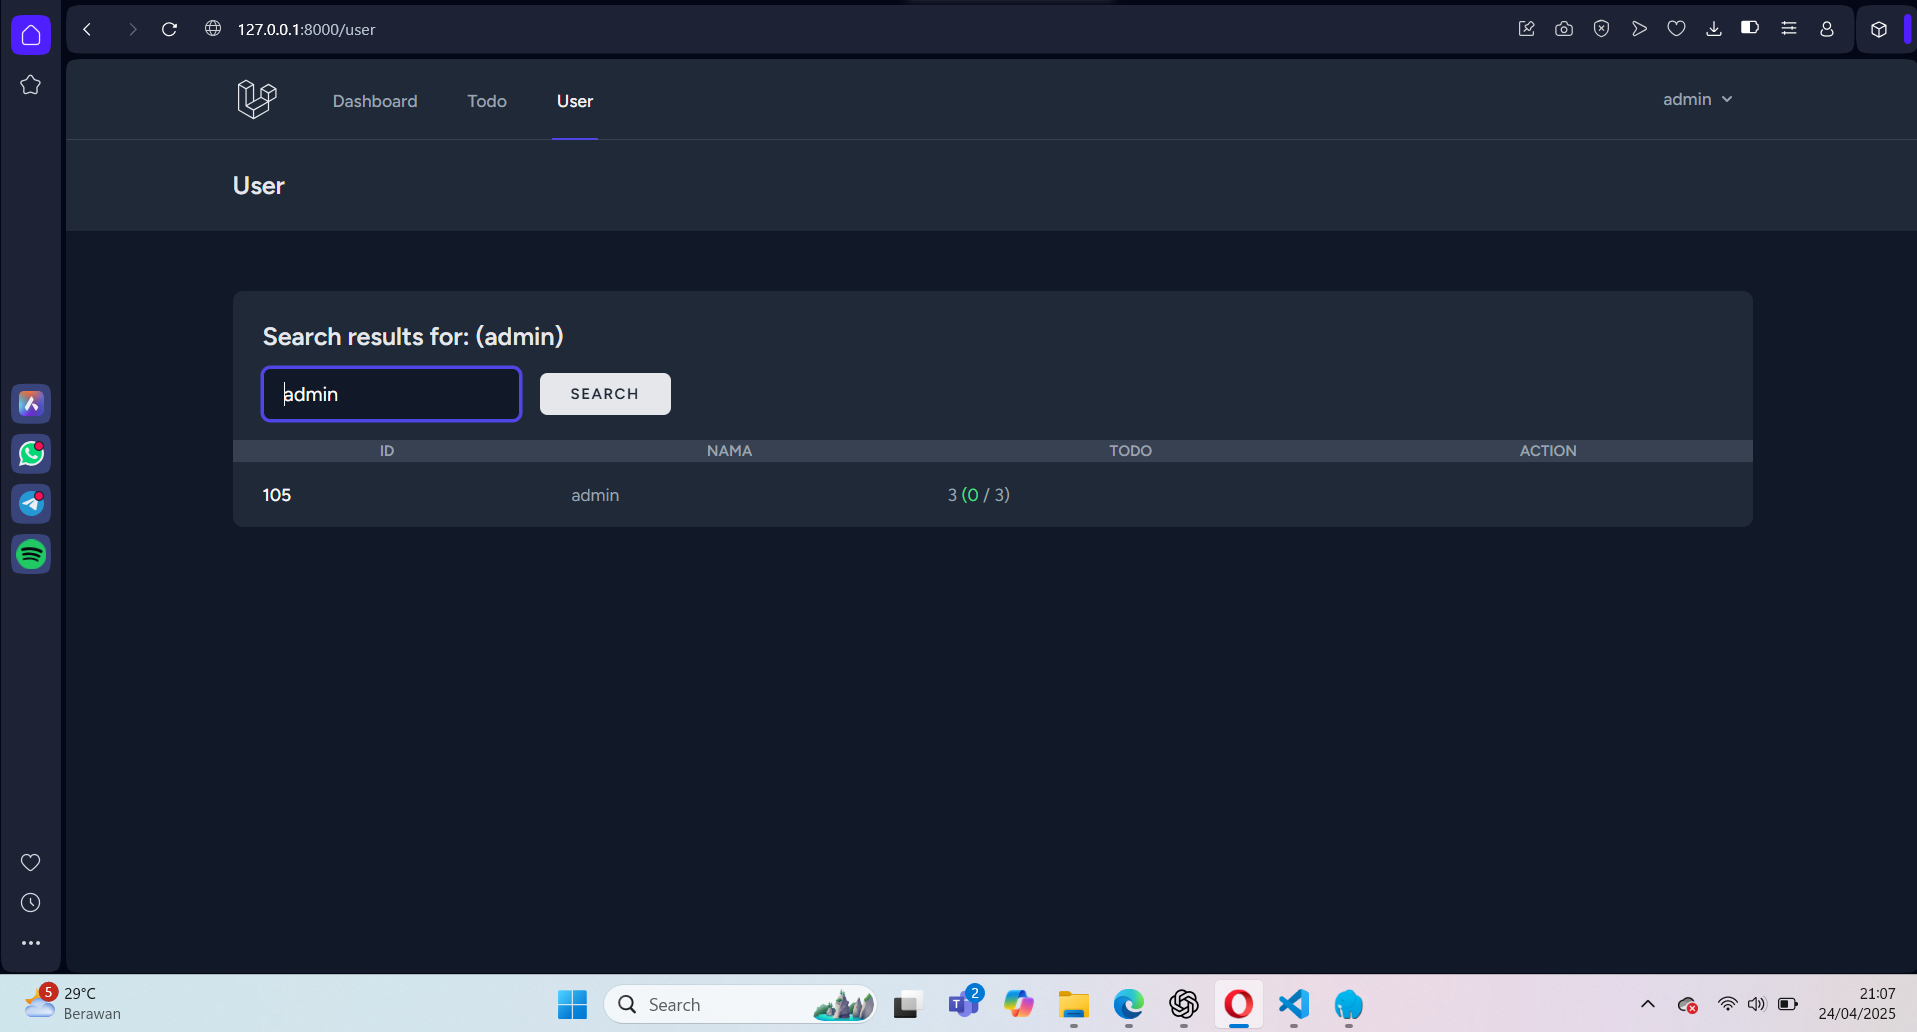 127.0.0.1:8000/user
Dashboard
Todo
User
admin
User
Search results for: (admin)
admin
SEARCH
ID NAMA TODO ACTION
105 admin 3 (0 / 3)
5
29°C
Berawan
Search
T
2
21:07
24/04/2025